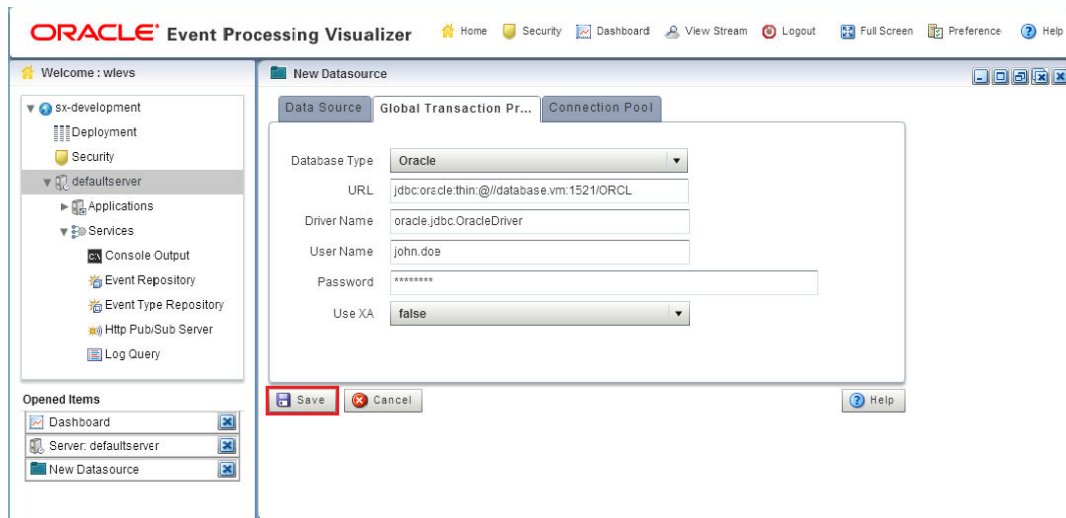 ORACLE Event Processing Visualizer
Home Security Dashboard View Stream Logout Full Screen Preference Help
Welcome : wlevs
sx-development
Deployment
Security
defaultserver
Applications
Services
Console Output
Event Repository
Event Type Repository
Http Pub/Sub Server
Log Query
Opened Items
Dashboard
Server: defaultserver
New Datasource
New Datasource
Data Source Global Transaction Pr... Connection Pool
Database Type Oracle
URL jdbc:oracle:thin:@//database.vm:1521/ORCL
Driver Name oracle.jdbc.OracleDriver
User Name john.doe
Password ********
Use XA false
Save Cancel Help